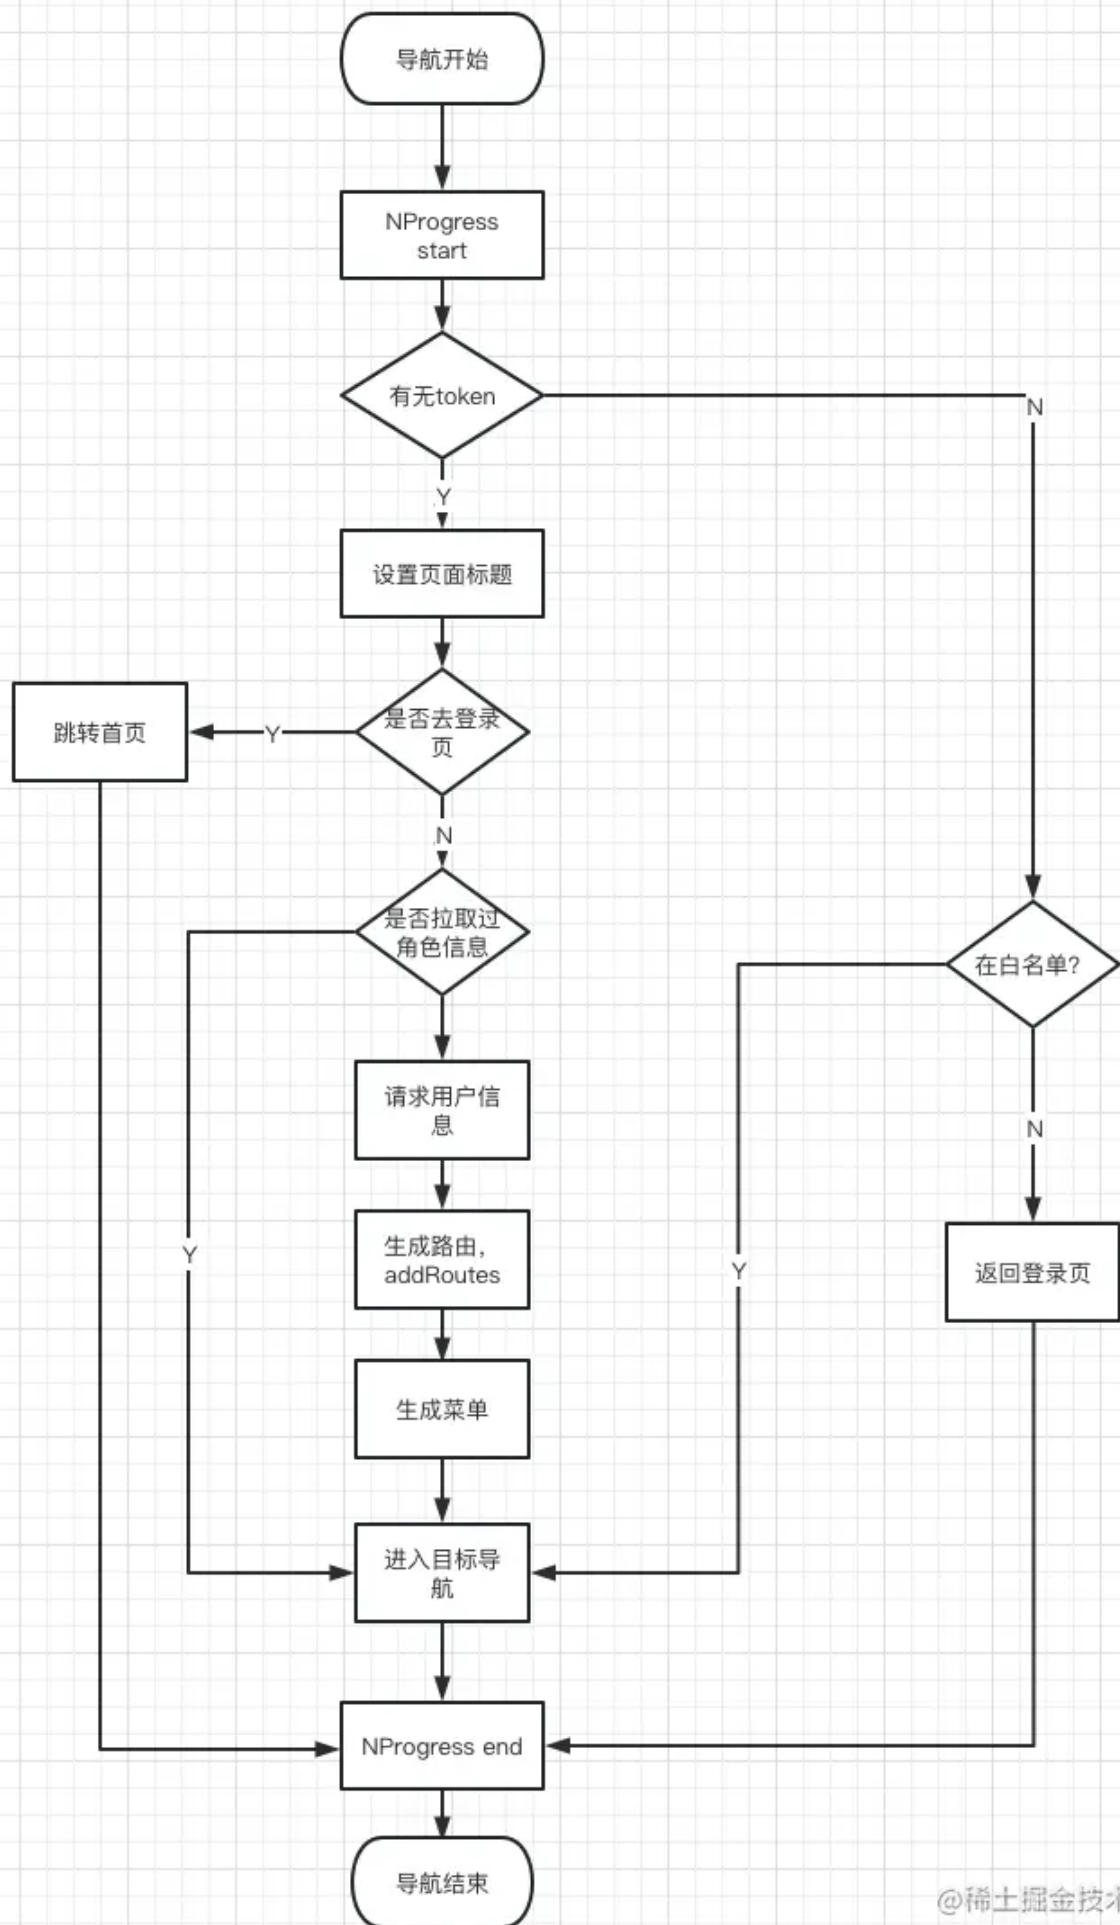 导航开始
NProgress
start
有无token
N
Y
设置页面标题
是否去登录
页
Y
跳转首页
N
是否拉取过
角色信息
在白名单?
请求用户信
息
N
生成路由,
addRoutes
Y
Y
返回登录页
生成菜单
进入目标导
航
NProgress end
导航结束
@稀土掘金技